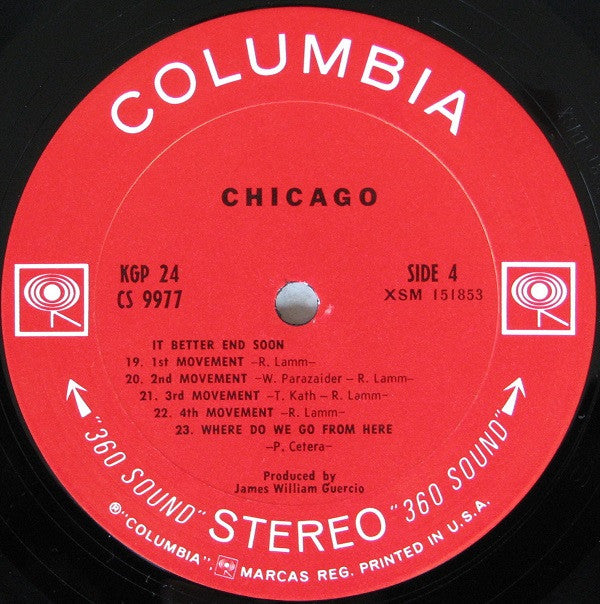 COLUMBIA
CHICAGO
KGP 24
CS 9977
SIDE 4
XSM 151853
IT BETTER END SOON
19. 1st MOVEMENT –R. Lamm–
20. 2nd MOVEMENT –W. Parazaider – R. Lamm–
21. 3rd MOVEMENT –T. Kath – R. Lamm–
22. 4th MOVEMENT –R. Lamm–
23. WHERE DO WE GO FROM HERE
–P. Cetera–
Produced by
James William Guercio
"360 SOUND" STEREO "360 SOUND"
®"COLUMBIA", MARCAS REG. PRINTED IN U.S.A.